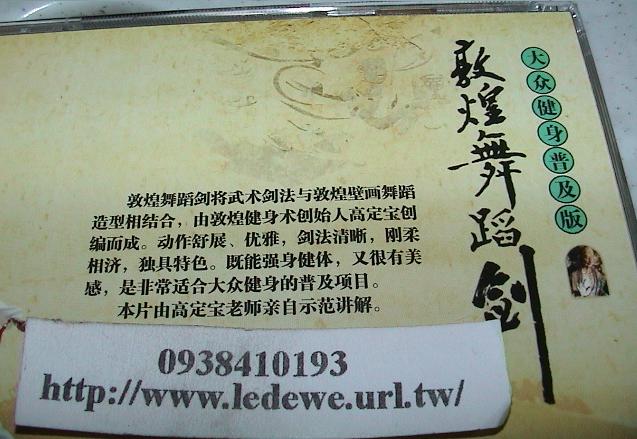 大众健身普及版
敦煌舞蹈剑
敦煌舞蹈剑将武术剑法与敦煌壁画舞蹈
造型相结合，由敦煌健身术创始人高定宝创
编而成。动作舒展、优雅，剑法清晰，刚柔
相济，独具特色。既能强身健体，又很有美
感，是非常适合大众健身的普及项目。
本片由高定宝老师亲自示范讲解。
0938410193
http://www.ledewe.url.tw/